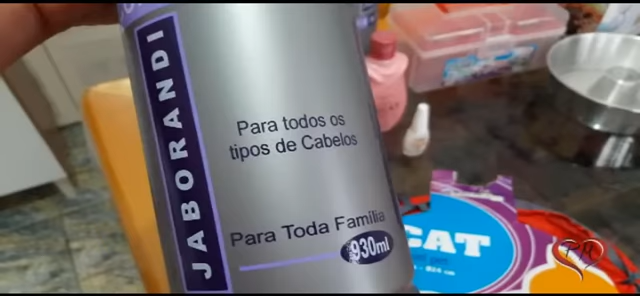 JABORANDI
Para todos os
tipos de Cabelos
Para Toda Família
930ml
CAT